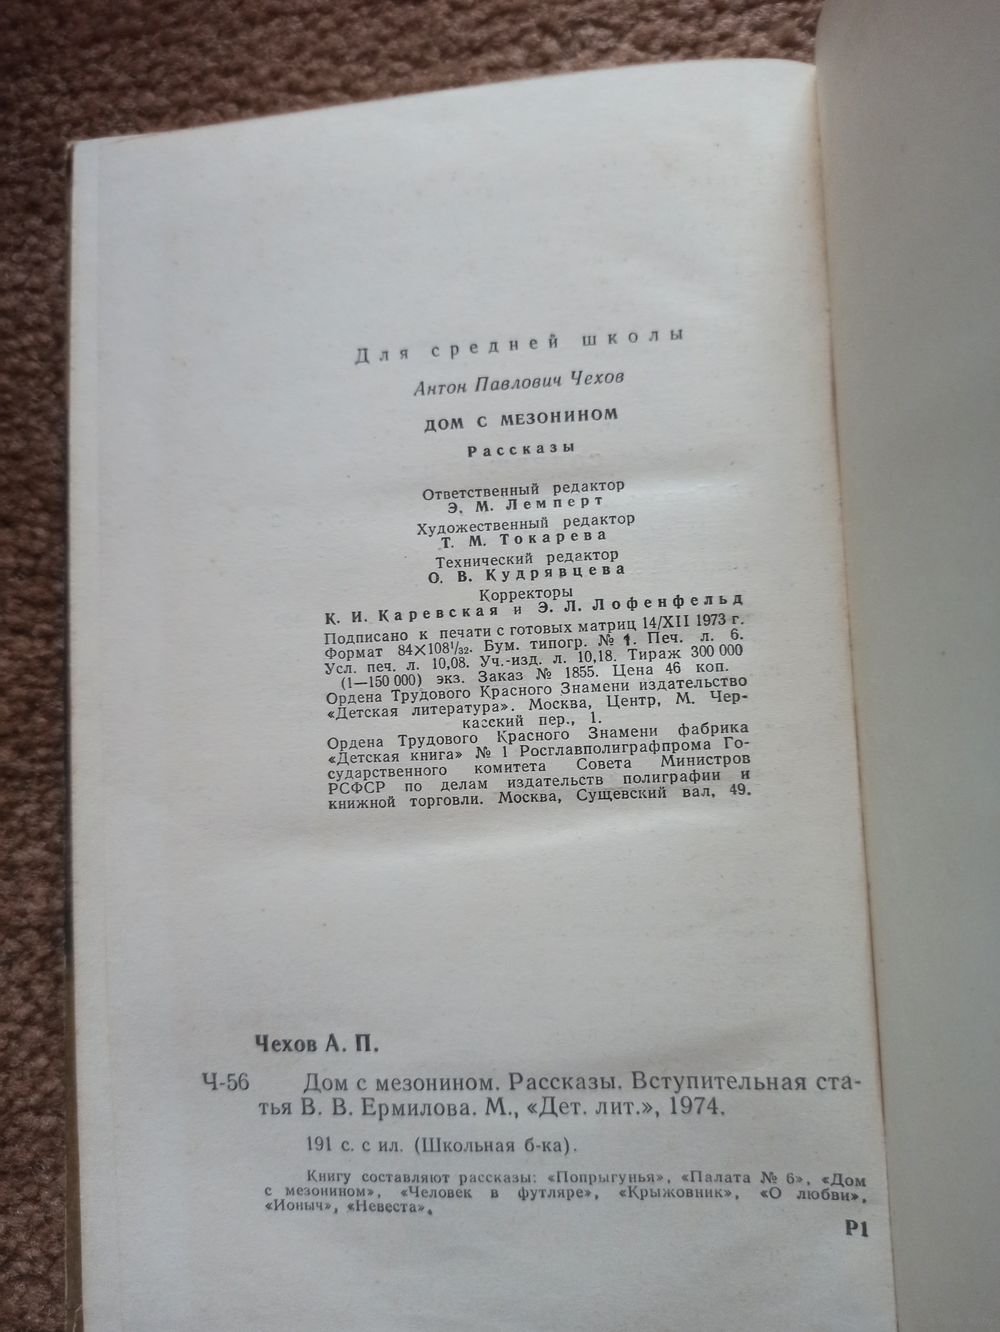 Для средней школы
Антон Павлович Чехов
ДОМ С МЕЗОНИНОМ
Рассказы
Ответственный редактор
Э. М. Лемперт
Художественный редактор
Т. М. Токарева
Технический редактор
О. В. Кудрявцева
Корректоры
К. И. Каревская и Э. Л. Лофенфельд
Подписано к печати с готовых матриц 14/XII 1973 г.
Формат 84×108¹/₃₂. Бум. типогр. № 1. Печ. л. 6.
Усл. печ. л. 10,08. Уч.-изд. л. 10,18. Тираж 300 000
(1—150 000) экз. Заказ № 1855. Цена 46 коп.
Ордена Трудового Красного Знамени издательство
«Детская литература». Москва, Центр, М. Чер-
касский пер., 1.
Ордена Трудового Красного Знамени фабрика
«Детская книга» № 1 Росглавполиграфпрома Го-
сударственного комитета Совета Министров
РСФСР по делам издательств полиграфии и
книжной торговли. Москва, Сущевский вал, 49.
Чехов А. П.
Ч-56 Дом с мезонином. Рассказы. Вступительная ста-
тья В. В. Ермилова. М., «Дет. лит.», 1974.
191 с. с ил. (Школьная б-ка).
Книгу составляют рассказы: «Попрыгунья», «Палата № 6», «Дом
с мезонином», «Человек в футляре», «Крыжовник», «О любви»,
«Ионыч», «Невеста».
Р1